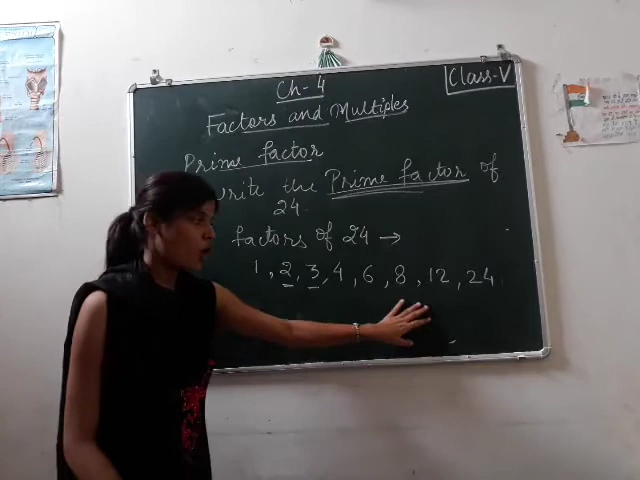 Ch-4
Class-V
Factors and Multiples
Prime factor
write the Prime factor of
24.
factors of 24 →
1, 2, 3, 4, 6, 8, 12, 24